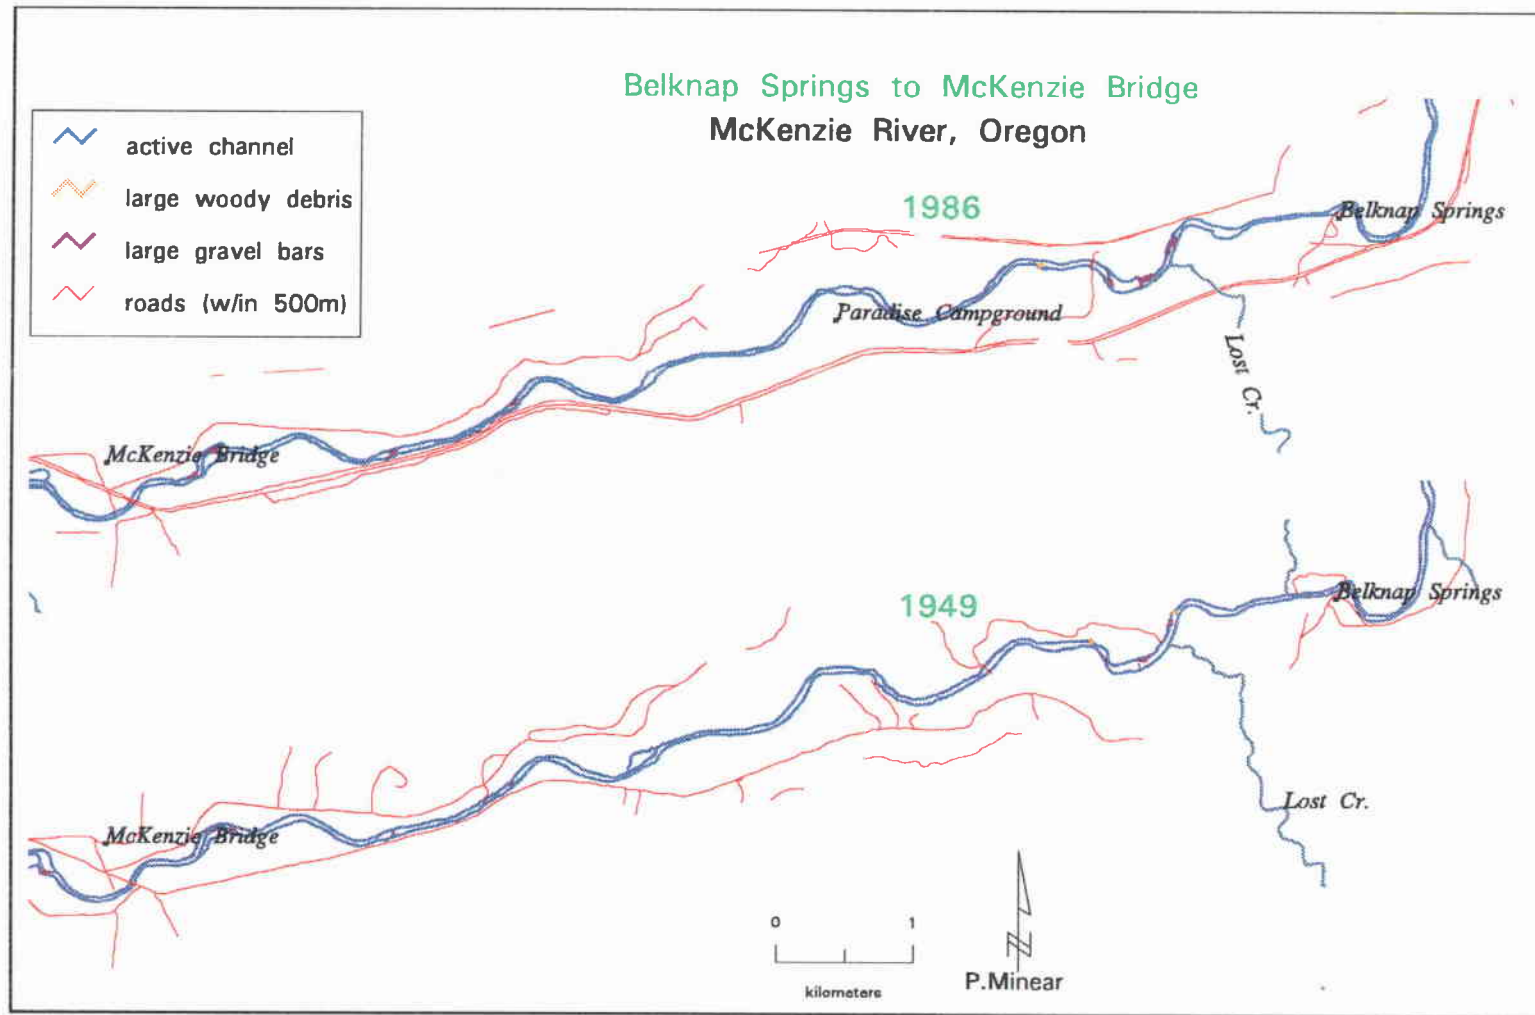 Belknap Springs to McKenzie Bridge
McKenzie River, Oregon
active channel
large woody debris
large gravel bars
roads (w/in 500m)
1986
Belknap Springs
Paradise Campground
Lost Cr.
McKenzie Bridge
1949
Belknap Springs
Lost Cr.
McKenzie Bridge
0 1
kilometers
N
P.Minear